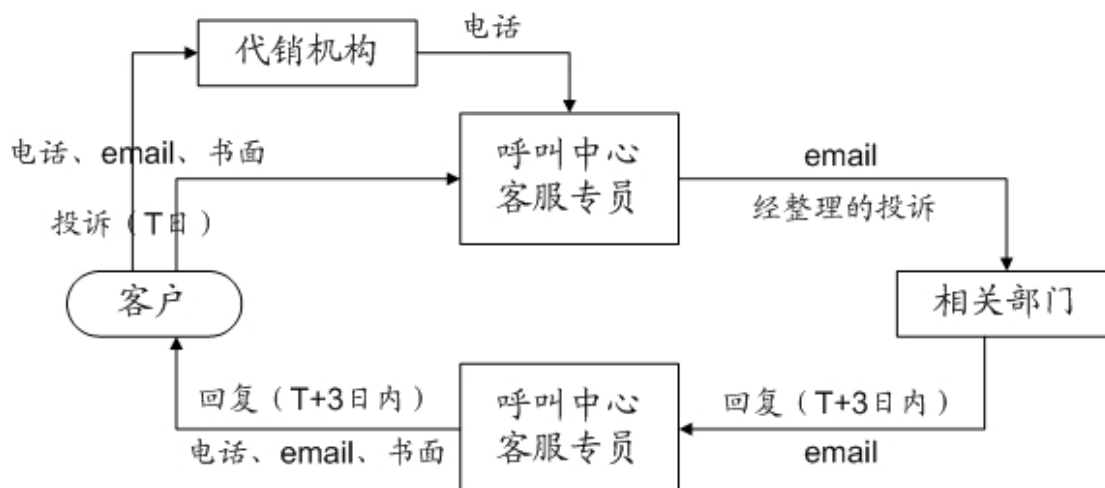 代销机构
电话
电话、email、书面
呼叫中心
客服专员
email
经整理的投诉
投诉（T日）
客户
相关部门
回复（T+3日内）
电话、email、书面
呼叫中心
客服专员
回复（T+3日内）
email